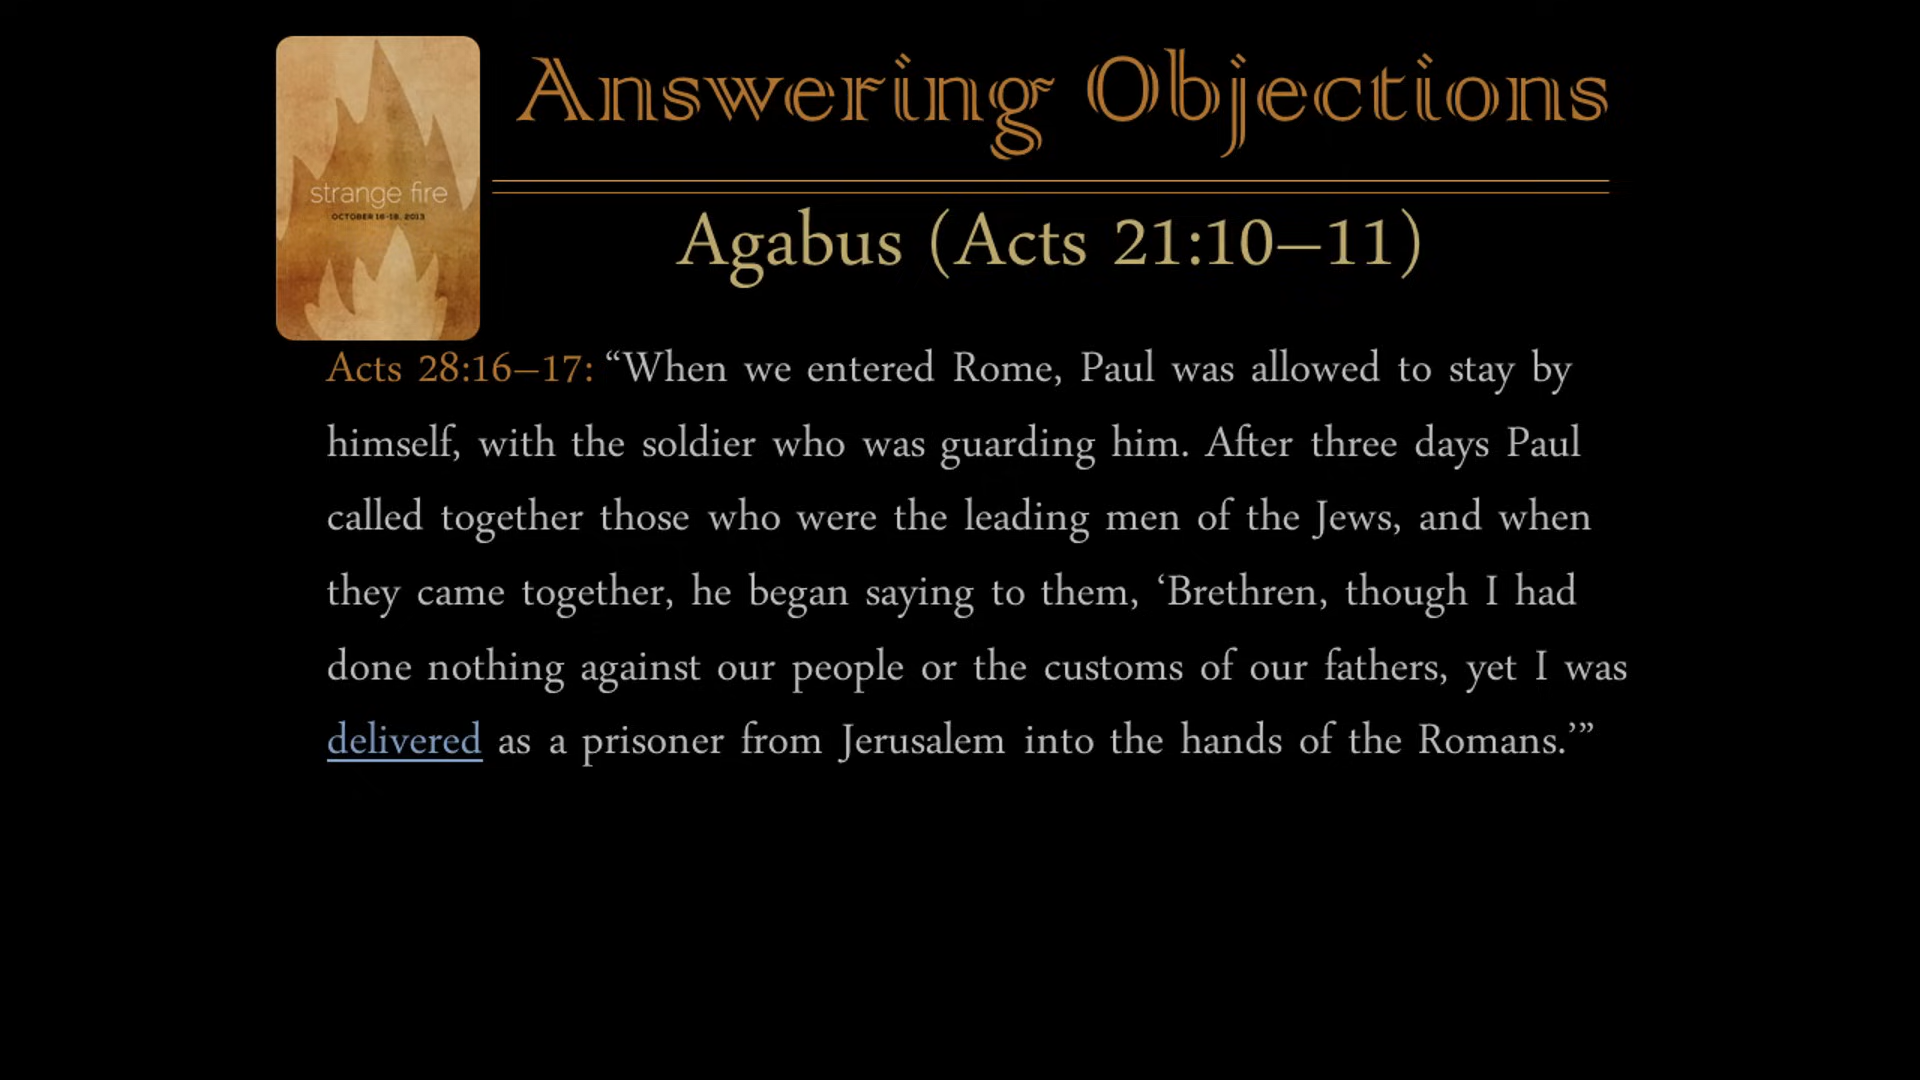 Answering Objections
strange fire
OCTOBER 16-18, 2013
Agabus (Acts 21:10–11)
Acts 28:16–17: “When we entered Rome, Paul was allowed to stay by
himself, with the soldier who was guarding him. After three days Paul
called together those who were the leading men of the Jews, and when
they came together, he began saying to them, ‘Brethren, though I had
done nothing against our people or the customs of our fathers, yet I was
delivered as a prisoner from Jerusalem into the hands of the Romans.’”